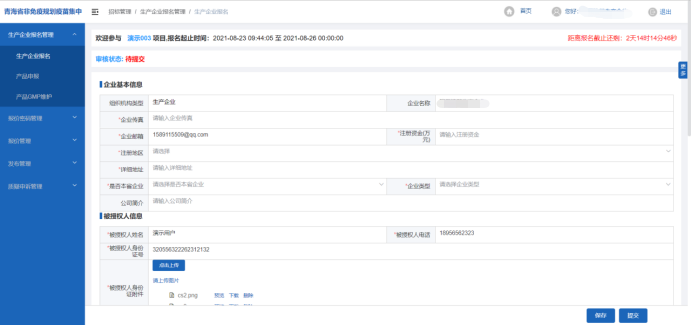 青海省非免疫规划疫苗集中
招标管理 / 生产企业报名管理 / 生产企业报名
首页
您好
退出
生产企业报名管理
生产企业报名
产品申报
产品GMP维护
报价密钥管理
报价管理
发布管理
质疑申诉管理
欢迎参与 演示003 项目,报名起止时间：2021-08-23 09:44:05 至 2021-08-26 00:00:00
距离报名截止还剩：2天14时14分46秒
审核状态: 待提交
更多
企业基本信息
组织机构类型 生产企业 企业名称
*企业传真 请输入企业传真
*企业邮箱 1589115509@qq.com *注册资金(万元) 请输入注册资金
*注册地区 请选择
*详细地址 请输入详细地址
*是否本省企业 请选择是否本省企业 *企业类型 请选择企业类型
公司简介 请输入公司简介
被授权人信息
*被授权人姓名 演示用户 *被授权人电话 18956562323
*被授权人身份证号 320556322262312132
*被授权人身份证附件 点击上传
请上传图片
cs2.png 预览 下载 删除
保存 提交